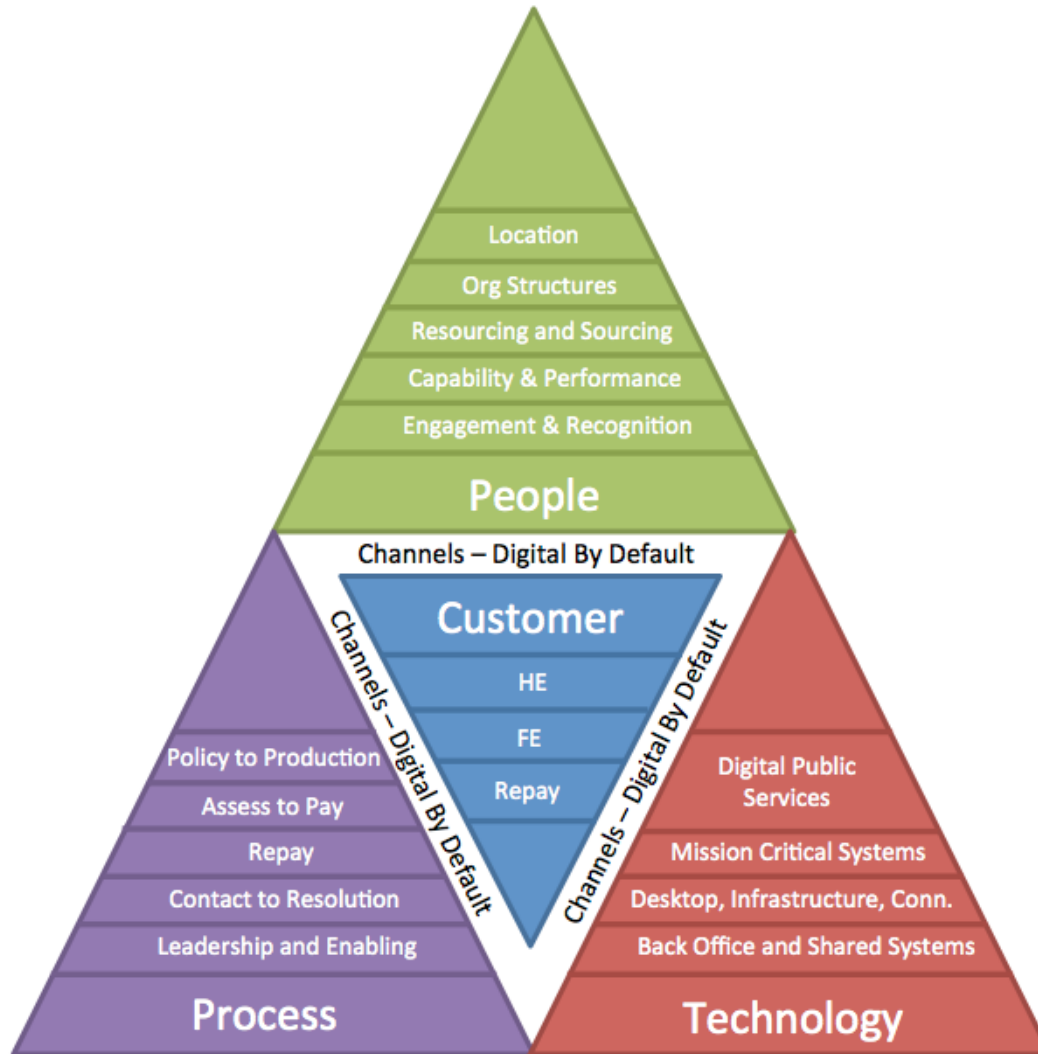 Location
Org Structures
Resourcing and Sourcing
Capability & Performance
Engagement & Recognition
People
Channels – Digital By Default
Customer
HE
FE
Repay
Channels – Digital By Default
Channels – Digital By Default
Policy to Production
Assess to Pay
Repay
Contact to Resolution
Leadership and Enabling
Process
Digital Public
Services
Mission Critical Systems
Desktop, Infrastructure, Conn.
Back Office and Shared Systems
Technology